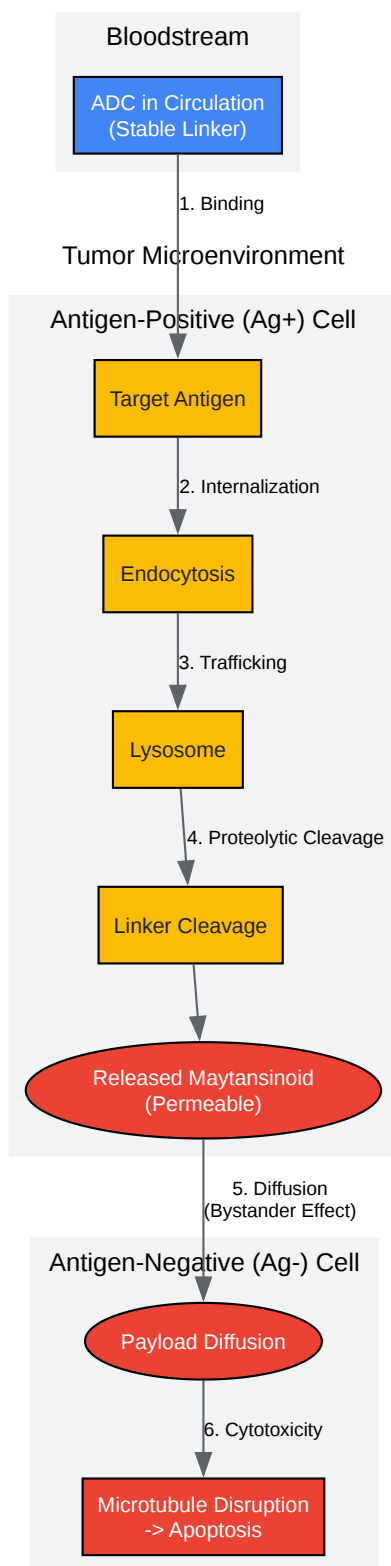 Bloodstream
ADC in Circulation
(Stable Linker)
1. Binding
Tumor Microenvironment
Antigen-Positive (Ag+) Cell
Target Antigen
2. Internalization
Endocytosis
3. Trafficking
Lysosome
4. Proteolytic Cleavage
Linker Cleavage
Released Maytansinoid
(Permeable)
5. Diffusion
(Bystander Effect)
Antigen-Negative (Ag-) Cell
Payload Diffusion
6. Cytotoxicity
Microtubule Disruption
-> Apoptosis